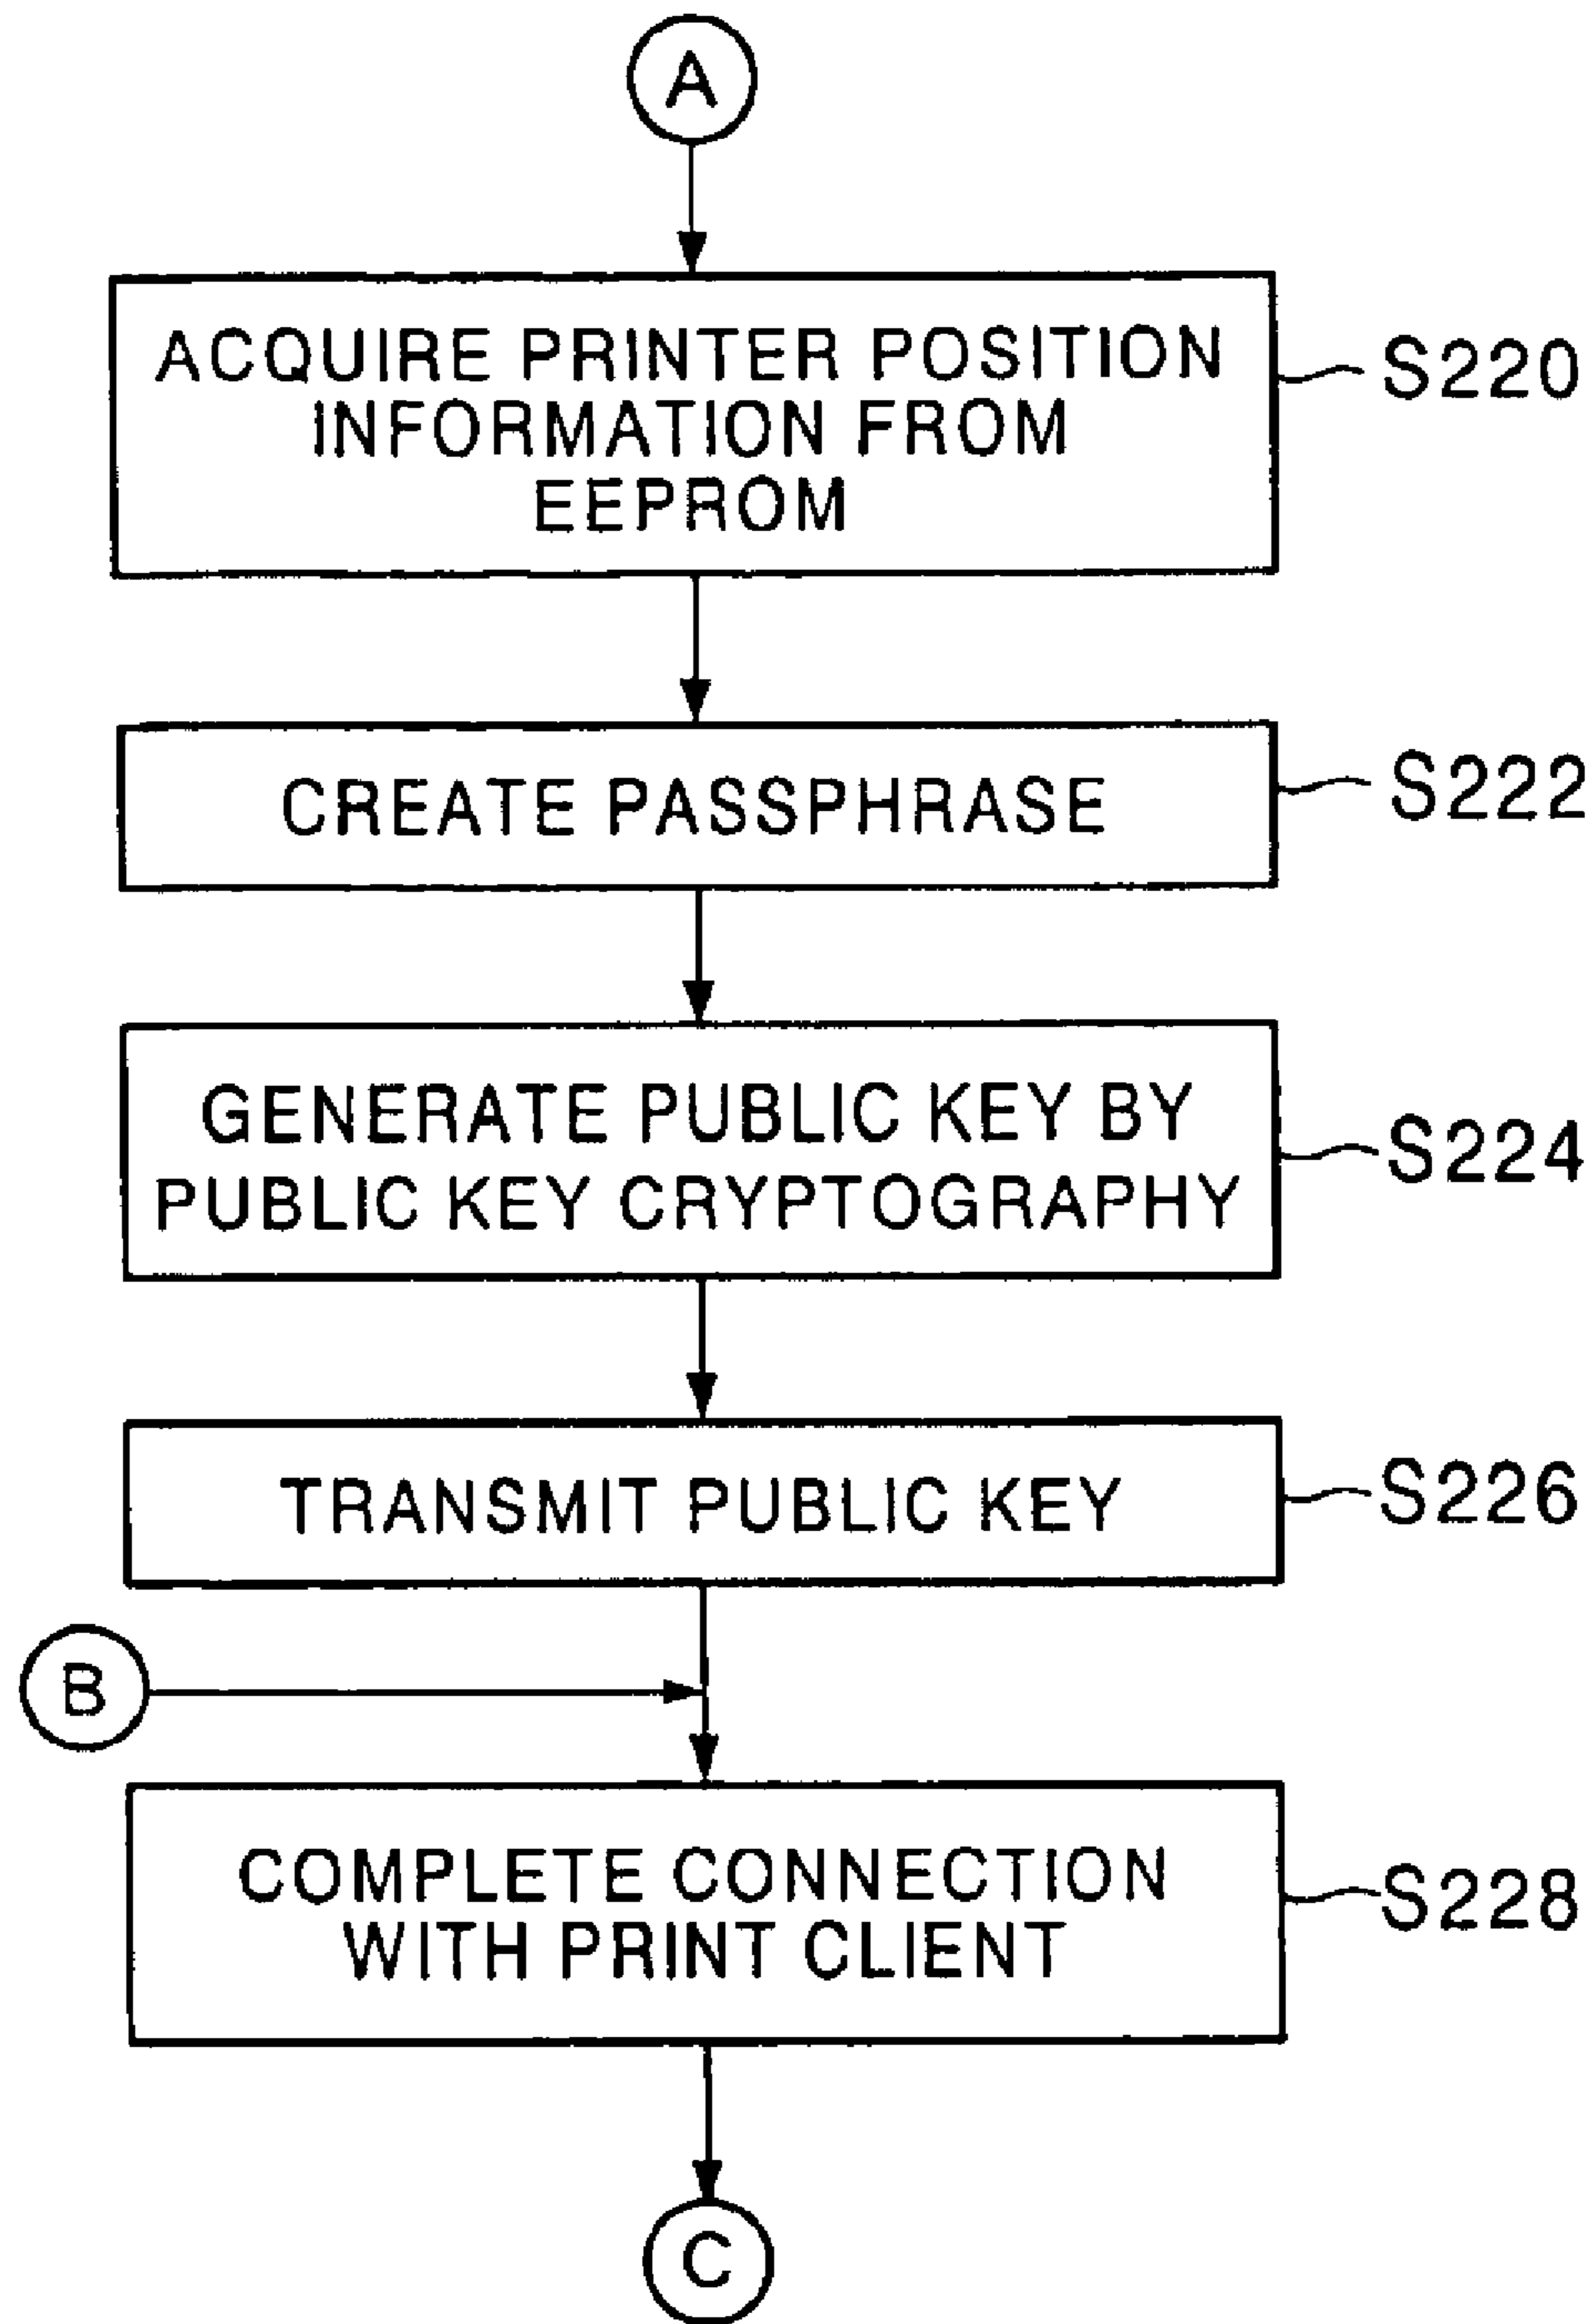 A
ACQUIRE PRINTER POSITION
INFORMATION FROM
EEPROM
S220
CREATE PASSPHRASE
S222
GENERATE PUBLIC KEY BY
PUBLIC KEY CRYPTOGRAPHY
S224
TRANSMIT PUBLIC KEY
S226
B
COMPLETE CONNECTION
WITH PRINT CLIENT
S228
C